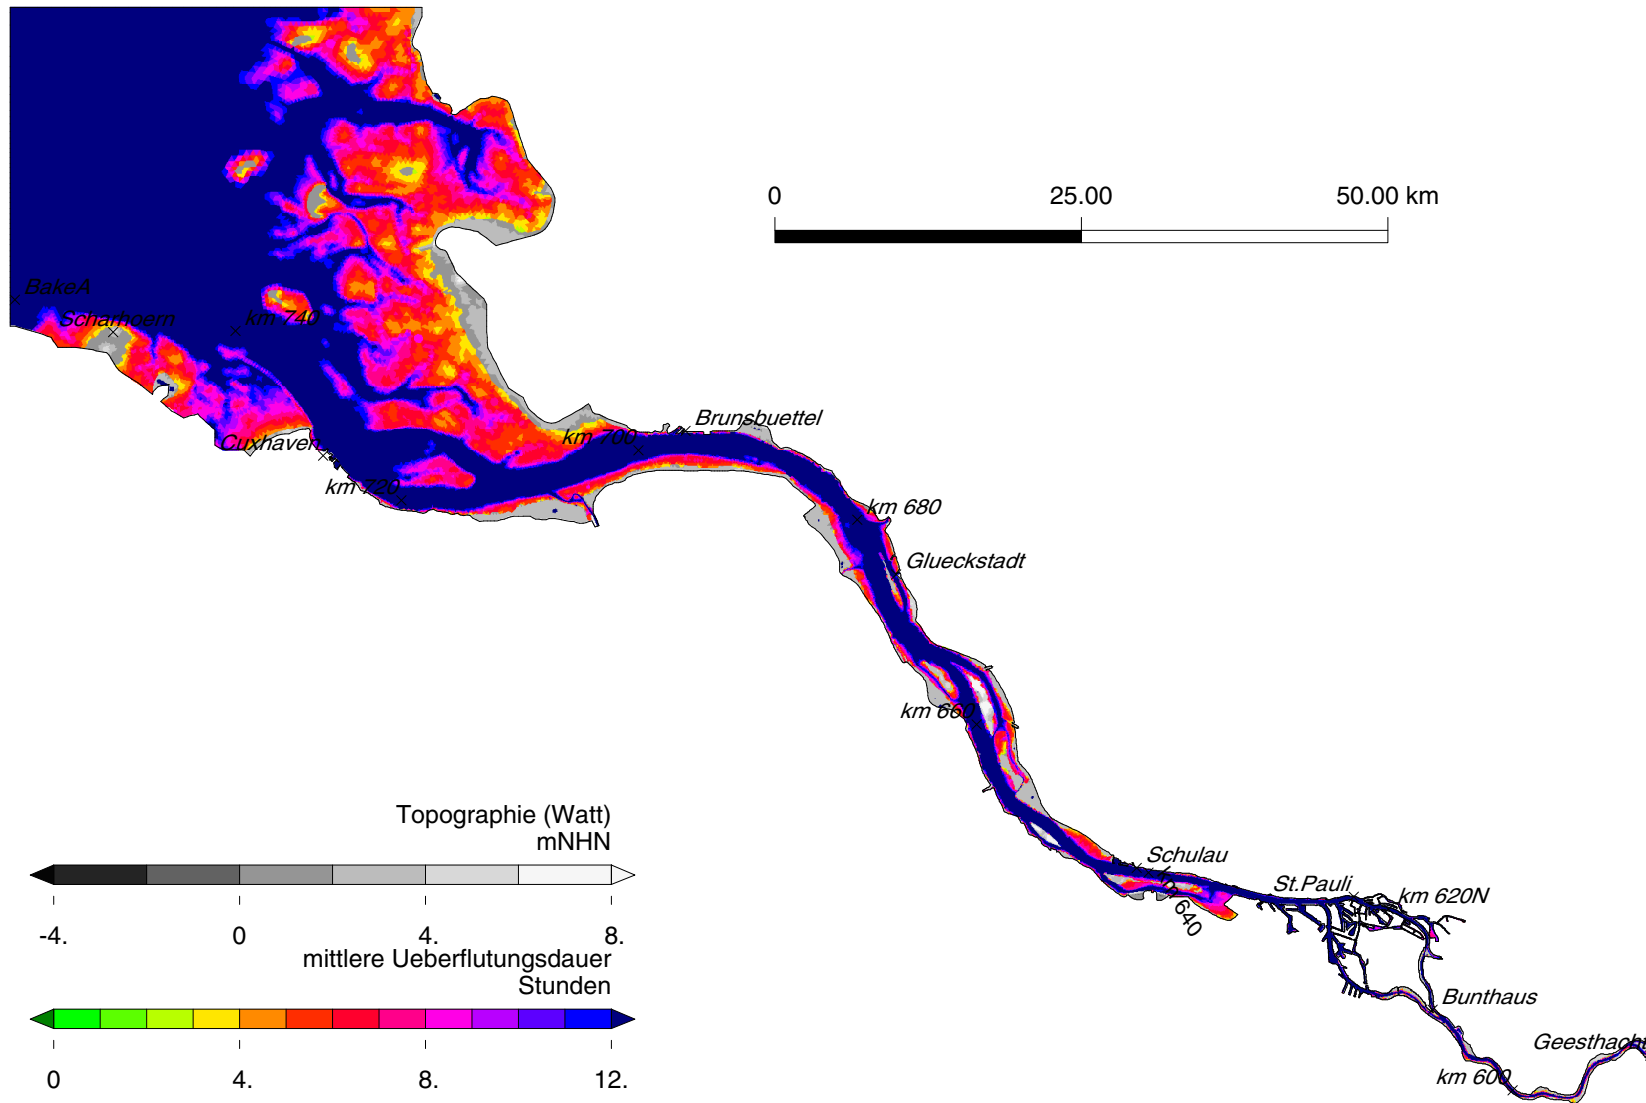 0 25.00 50.00 km
BakeA
Scharhoern
km 740
Brunsbuettel
km 700
Cuxhaven
km 720
km 680
Glueckstadt
km 660
Topographie (Watt)
mNHN
-4. 0 4. 8.
mittlere Ueberflutungsdauer
Stunden
0 4. 8. 12.
Schulau
km 640
St.Pauli
km 620N
Bunthaus
Geesthacht
km 600